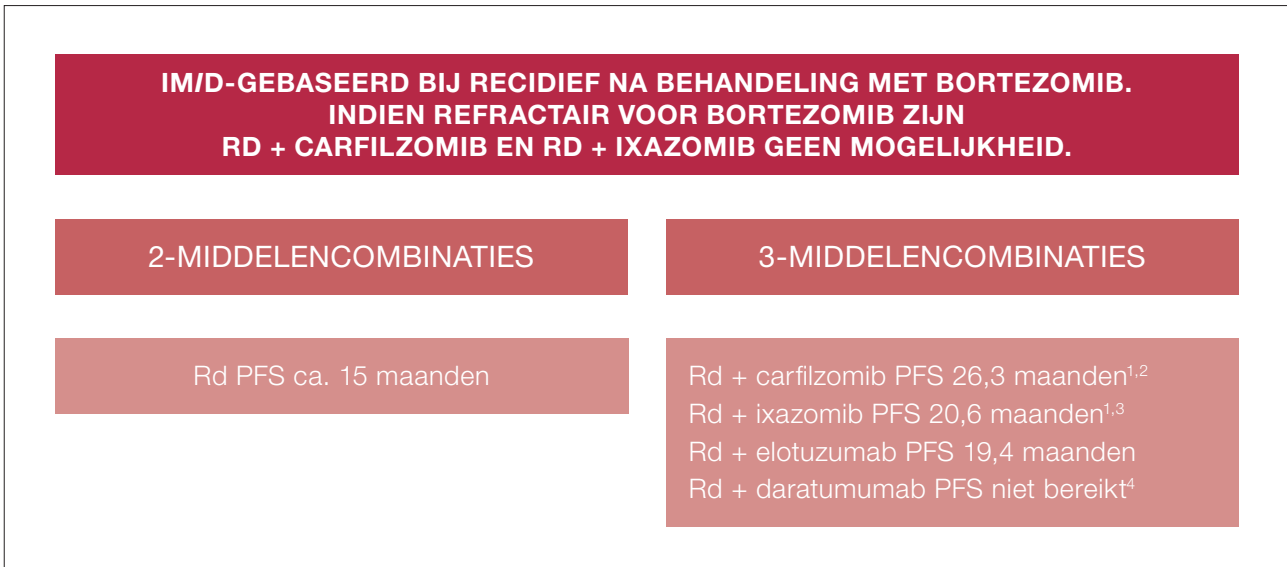 IM/D-GEBASEERD BIJ RECIDIEF NA BEHANDELING MET BORTEZOMIB.
INDIEN REFRACTAIR VOOR BORTEZOMIB ZIJN
RD + CARFILZOMIB EN RD + IXAZOMIB GEEN MOGELIJKHEID.
2-MIDDELENCOMBINATIES
3-MIDDELENCOMBINATIES
Rd PFS ca. 15 maanden
Rd + carfilzomib PFS 26,3 maanden1,2
Rd + ixazomib PFS 20,6 maanden1,3
Rd + elotuzumab PFS 19,4 maanden
Rd + daratumumab PFS niet bereikt4